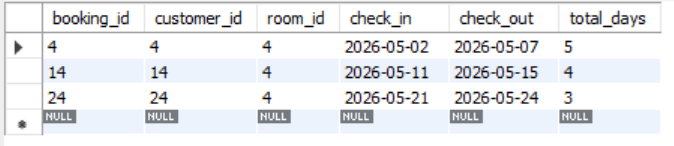 booking_id customer_id room_id check_in check_out total_days
4 4 4 2026-05-02 2026-05-07 5
14 14 4 2026-05-11 2026-05-15 4
24 24 4 2026-05-21 2026-05-24 3
NULL NULL NULL NULL NULL NULL